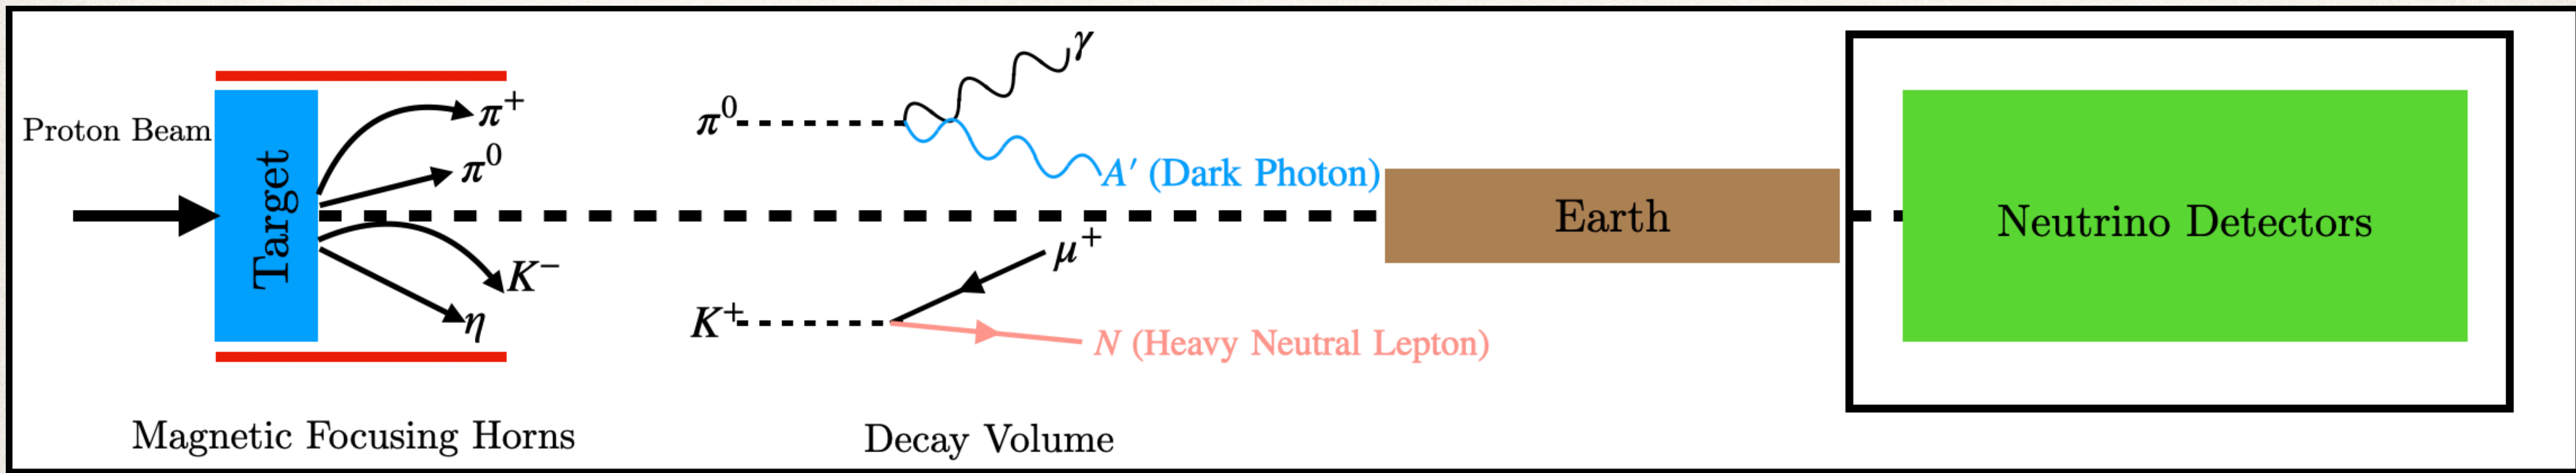 Proton Beam
Target
π⁺
π⁰
K⁻
η
Magnetic Focusing Horns
π⁰
γ
A′ (Dark Photon)
K⁺
μ⁺
N (Heavy Neutral Lepton)
Decay Volume
Earth
Neutrino Detectors